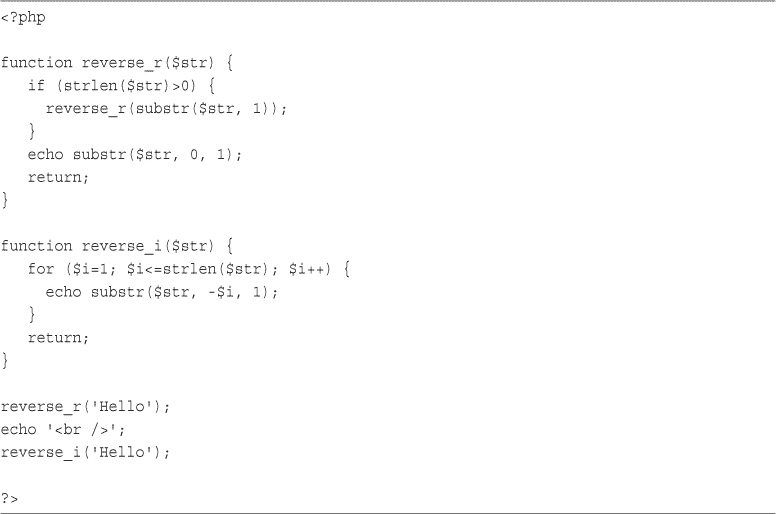 <?php

function reverse_r($str) {
   if (strlen($str)>0) {
     reverse_r(substr($str, 1));
   }
   echo substr($str, 0, 1);
   return;
}

function reverse_i($str) {
   for ($i=1; $i<=strlen($str); $i++) {
     echo substr($str, -$i, 1);
   }
   return;
}

reverse_r('Hello');
echo '<br />';
reverse_i('Hello');

?>